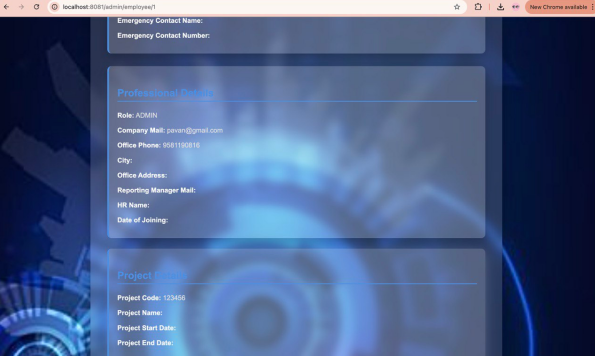 localhost:8081/admin/employee/1
New Chrome available
Emergency Contact Name:
Emergency Contact Number:
Professional Details
Role: ADMIN
Company Mail: pavan@gmail.com
Office Phone: 9581190816
City:
Office Address:
Reporting Manager Mail:
HR Name:
Date of Joining:
Project Details
Project Code: 123456
Project Name:
Project Start Date:
Project End Date: